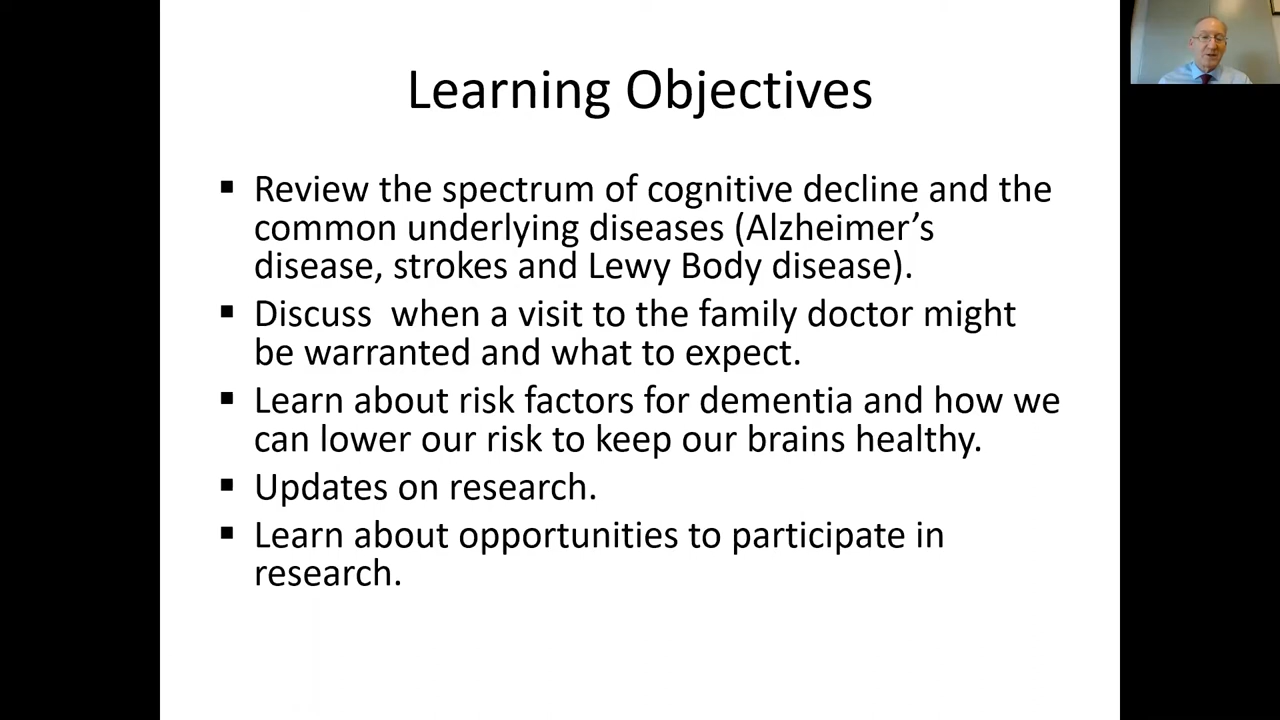 Learning Objectives
▪ Review the spectrum of cognitive decline and the
common underlying diseases (Alzheimer’s
disease, strokes and Lewy Body disease).
▪ Discuss  when a visit to the family doctor might
be warranted and what to expect.
▪ Learn about risk factors for dementia and how we
can lower our risk to keep our brains healthy.
▪ Updates on research.
▪ Learn about opportunities to participate in
research.